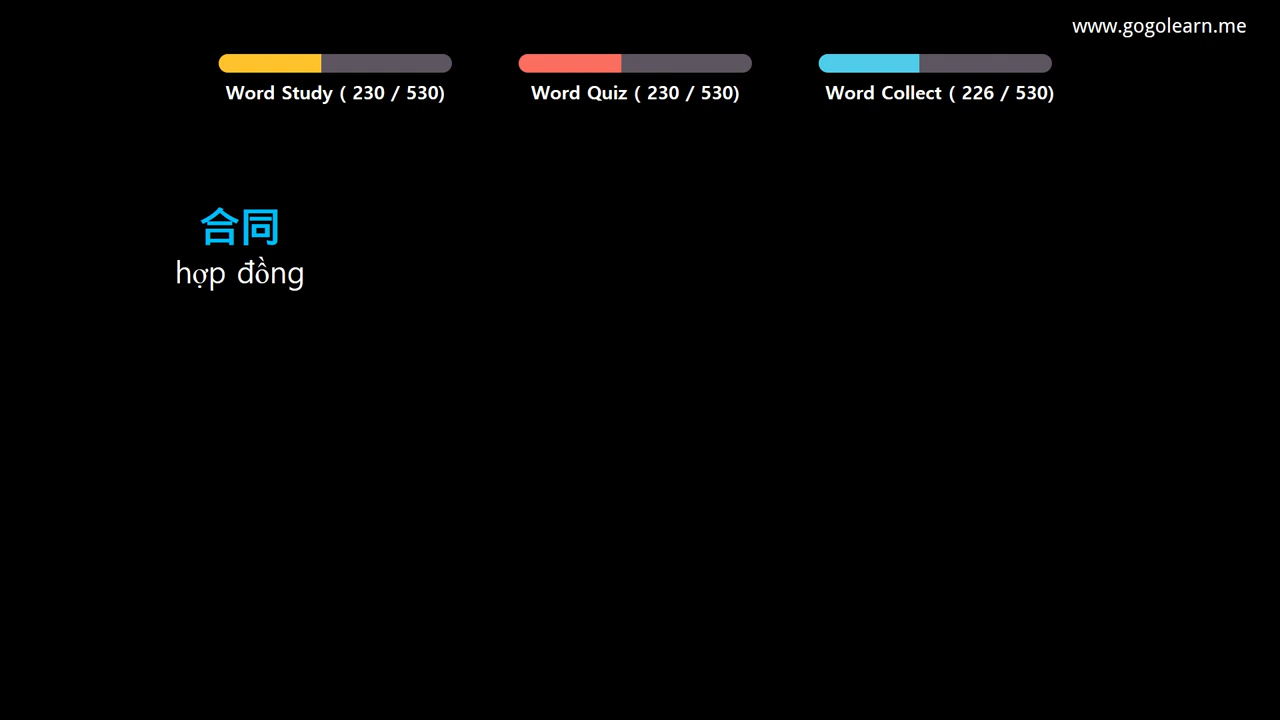 www.gogolearn.me
Word Study ( 230 / 530)
Word Quiz ( 230 / 530)
Word Collect ( 226 / 530)
合同
hợp đồng